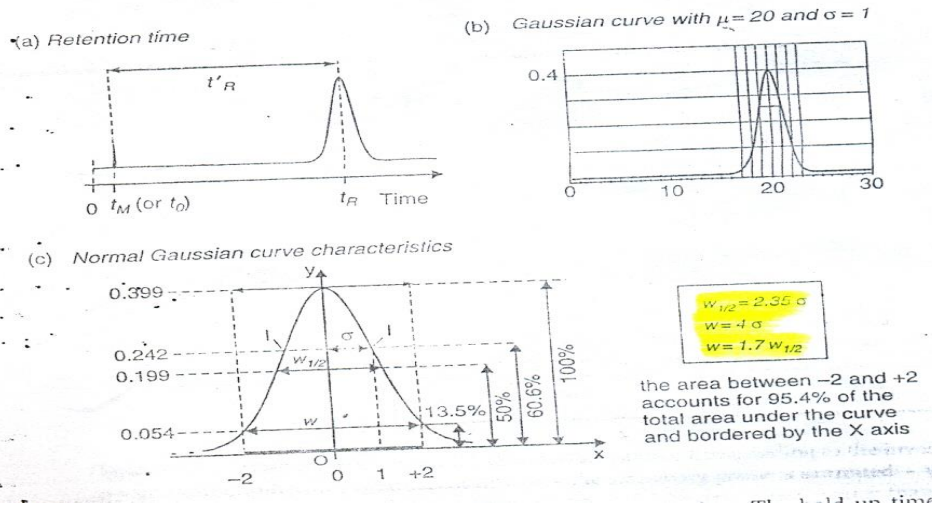 (a) Retention time
t'R
0 tM (or t0) tR Time
(b) Gaussian curve with μ= 20 and σ = 1
0.4
0 10 20 30
(c) Normal Gaussian curve characteristics
y
0.399
0.242
0.199
0.054
I σ I
w1/2
w
13.5%
50%
60.6%
100%
O
x
−2 0 1 +2
w1/2 = 2.35 σ
w= 4 σ
w= 1.7 w1/2
the area between −2 and +2
accounts for 95.4% of the
total area under the curve
and bordered by the X axis